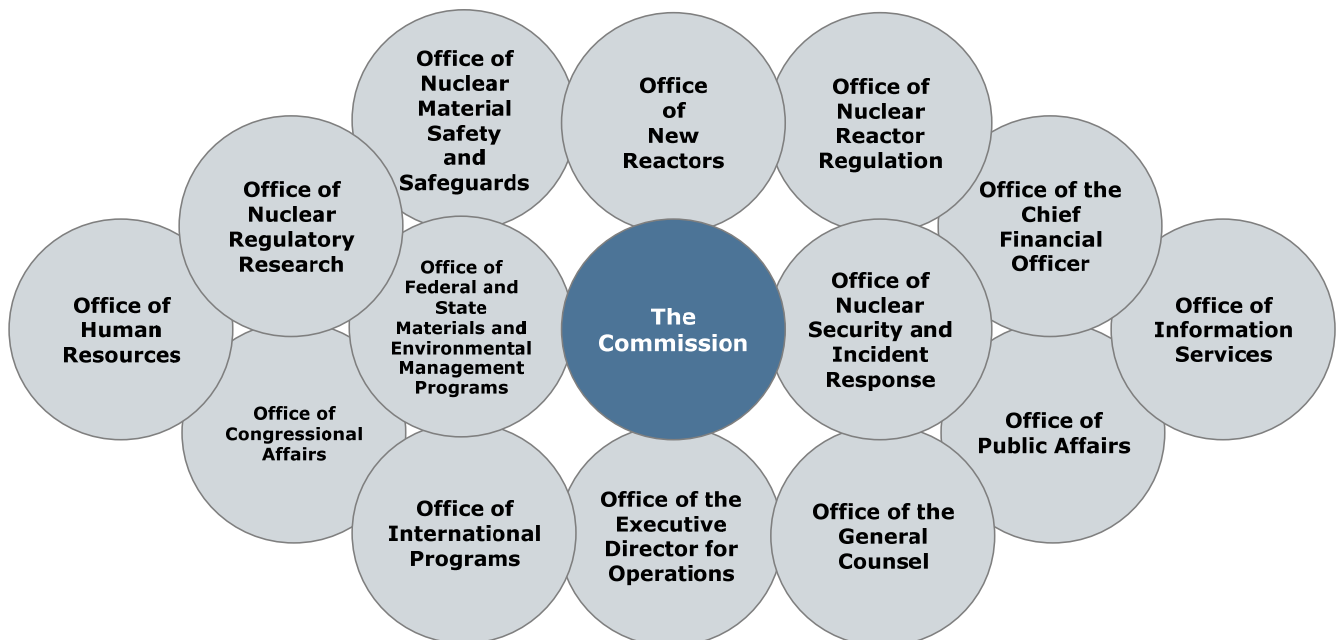 Office of
Nuclear
Material
Safety
and
Safeguards
Office
of
New
Reactors
Office of
Nuclear
Reactor
Regulation
Office of
Nuclear
Regulatory
Research
Office of the
Chief
Financial
Officer
Office of
Human
Resources
Office of
Federal and
State
Materials and
Environmental
Management
Programs
The
Commission
Office of
Nuclear
Security and
Incident
Response
Office of
Information
Services
Office of
Congressional
Affairs
Office of
Public Affairs
Office of
International
Programs
Office of the
Executive
Director for
Operations
Office of the
General
Counsel